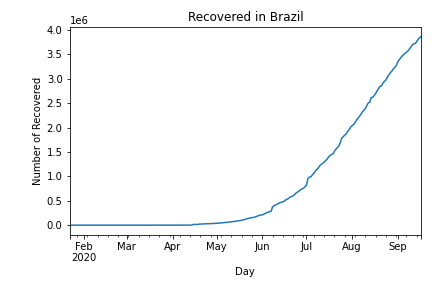 Recovered in Brazil
1e6
4.0
3.5
3.0
2.5
2.0
1.5
1.0
0.5
0.0
Number of Recovered
Feb Mar Apr May Jun Jul Aug Sep
2020
Day